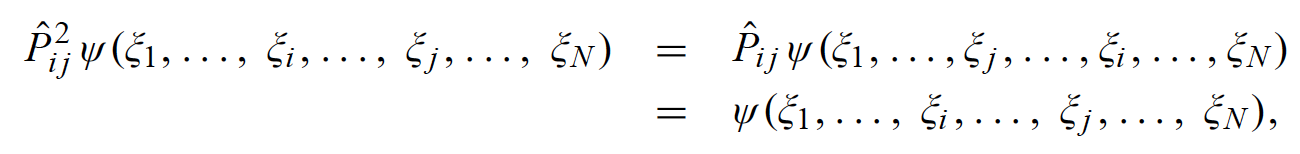 P̂²ᵢⱼ ψ(ξ₁, …, ξᵢ, …, ξⱼ, …, ξ_N) = P̂ᵢⱼ ψ(ξ₁, …, ξⱼ, …, ξᵢ, …, ξ_N)
= ψ(ξ₁, …, ξᵢ, …, ξⱼ, …, ξ_N),